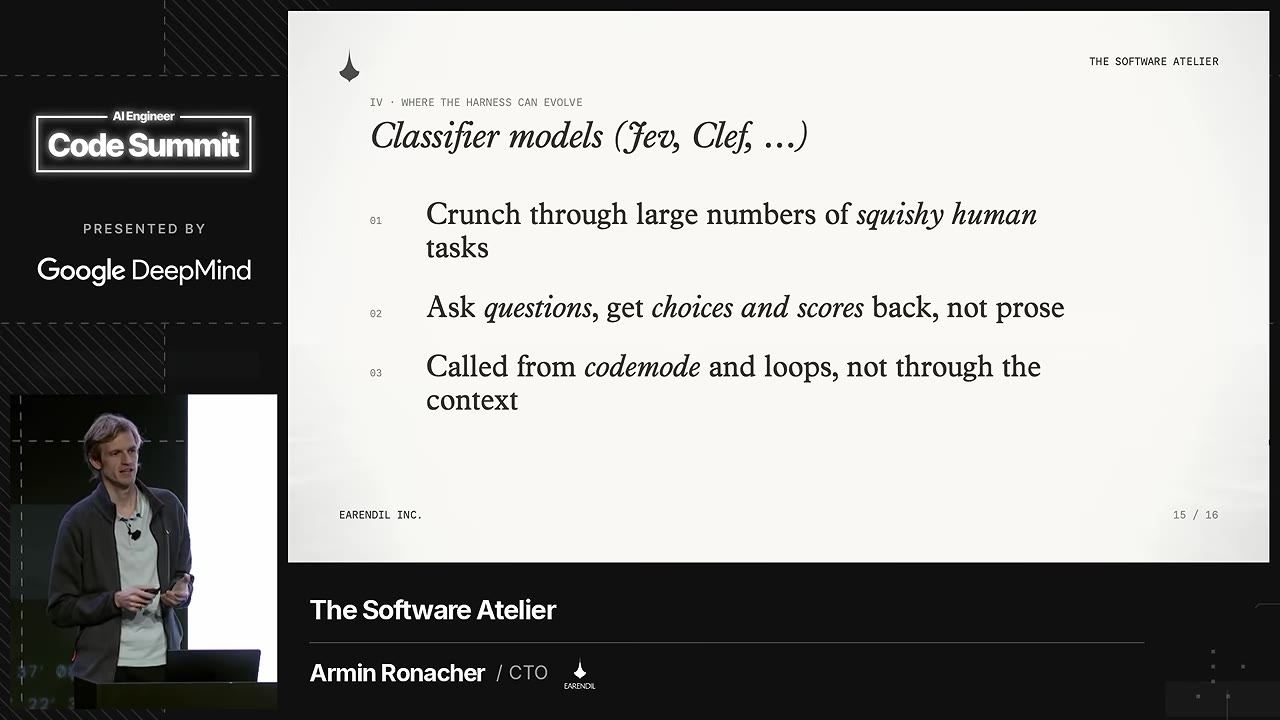 AI Engineer
Code Summit
PRESENTED BY
Google DeepMind
THE SOFTWARE ATELIER
IV · WHERE THE HARNESS CAN EVOLVE
Classifier models (Jev, Clef, ...)
01 Crunch through large numbers of squishy human
tasks
02 Ask questions, get choices and scores back, not prose
03 Called from codemode and loops, not through the
context
EARENDIL INC.
15 / 16
The Software Atelier
Armin Ronacher / CTO
EARENDIL